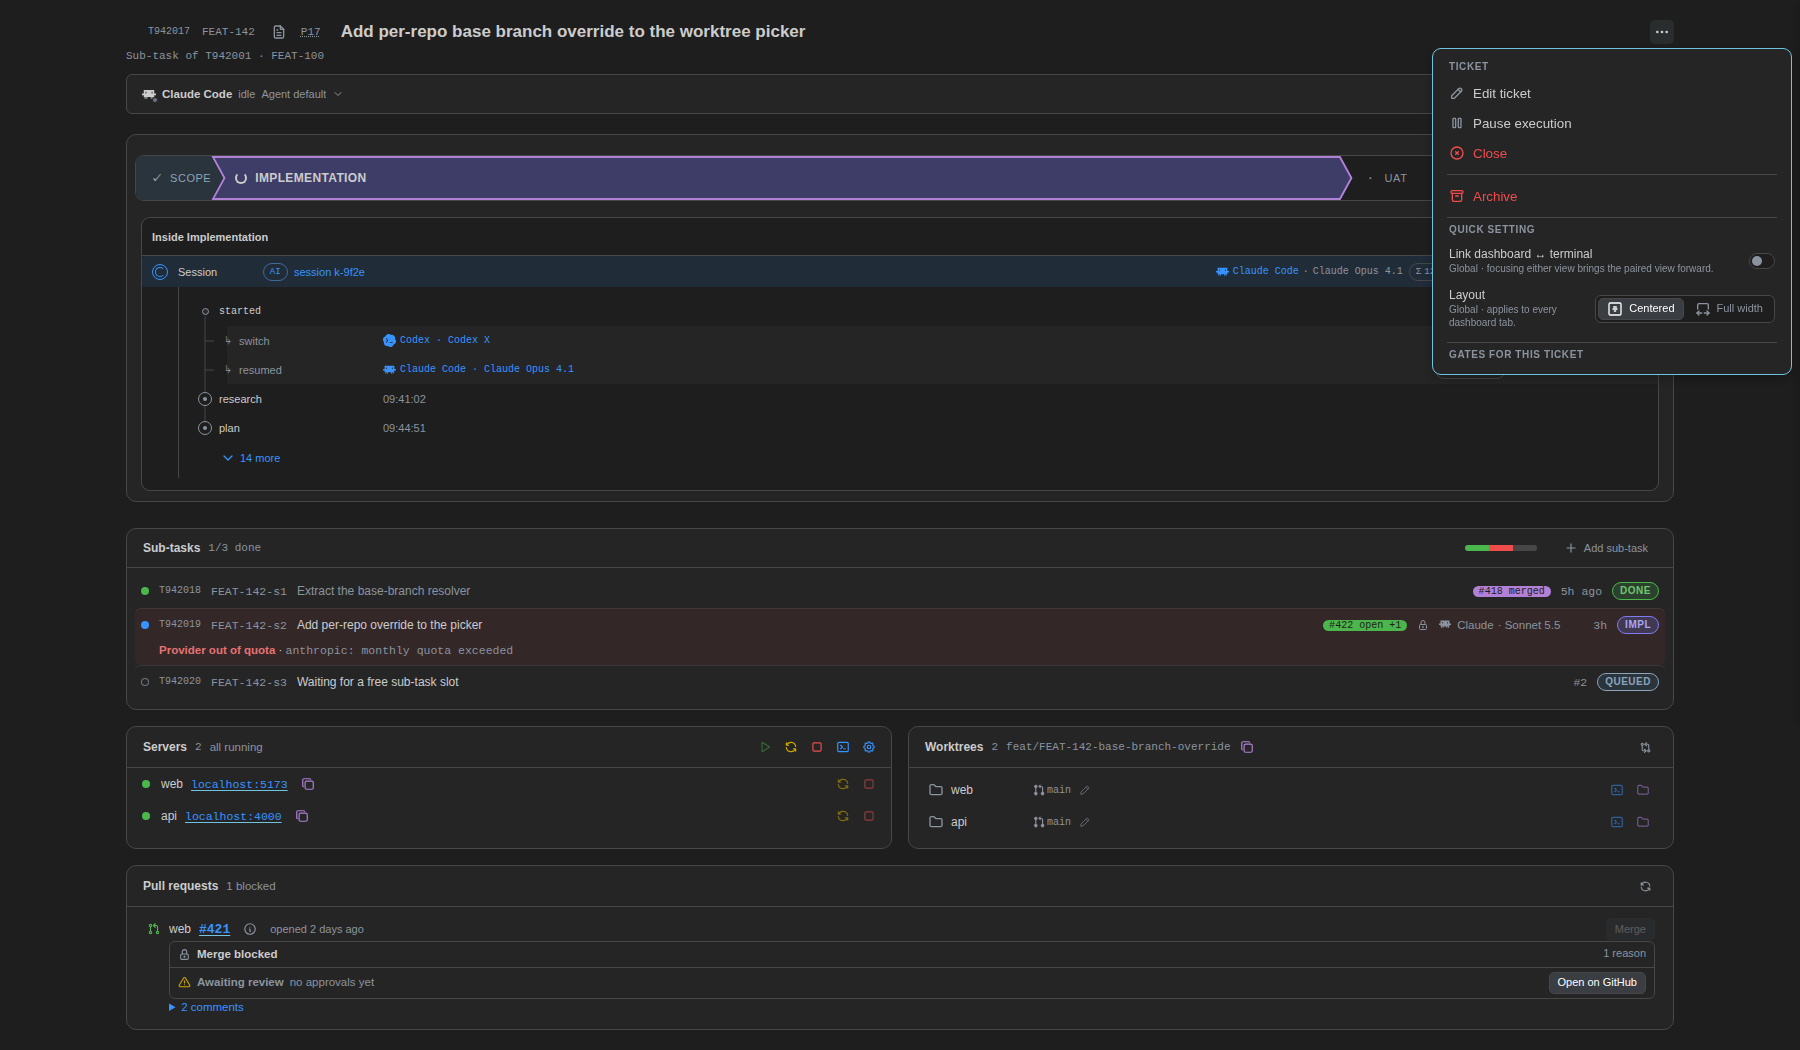 T942017 FEAT-142 P17 Add per-repo base branch override to the worktree picker
Sub-task of T942001 · FEAT-100
Claude Code idle Agent default
SCOPE
IMPLEMENTATION
UAT
Inside Implementation
Session AI session k-9f2e Claude Code · Claude Opus 4.1
started
↳ switch Codex · Codex X
↳ resumed Claude Code · Claude Opus 4.1
research 09:41:02
plan 09:44:51
14 more
TICKET
Edit ticket
Pause execution
Close
Archive
QUICK SETTING
Link dashboard ↔ terminal
Global · focusing either view brings the paired view forward.
Layout
Global · applies to every
dashboard tab.
Centered Full width
GATES FOR THIS TICKET
Sub-tasks 1/3 done Add sub-task
T942018 FEAT-142-s1 Extract the base-branch resolver #418 merged 5h ago DONE
T942019 FEAT-142-s2 Add per-repo override to the picker #422 open +1 Claude · Sonnet 5.5 3h IMPL
Provider out of quota · anthropic: monthly quota exceeded
T942020 FEAT-142-s3 Waiting for a free sub-task slot #2 QUEUED
Servers 2 all running
web localhost:5173
api localhost:4000
Worktrees 2 feat/FEAT-142-base-branch-override
web main
api main
Pull requests 1 blocked
web #421 opened 2 days ago Merge
Merge blocked 1 reason
Awaiting review no approvals yet Open on GitHub
2 comments